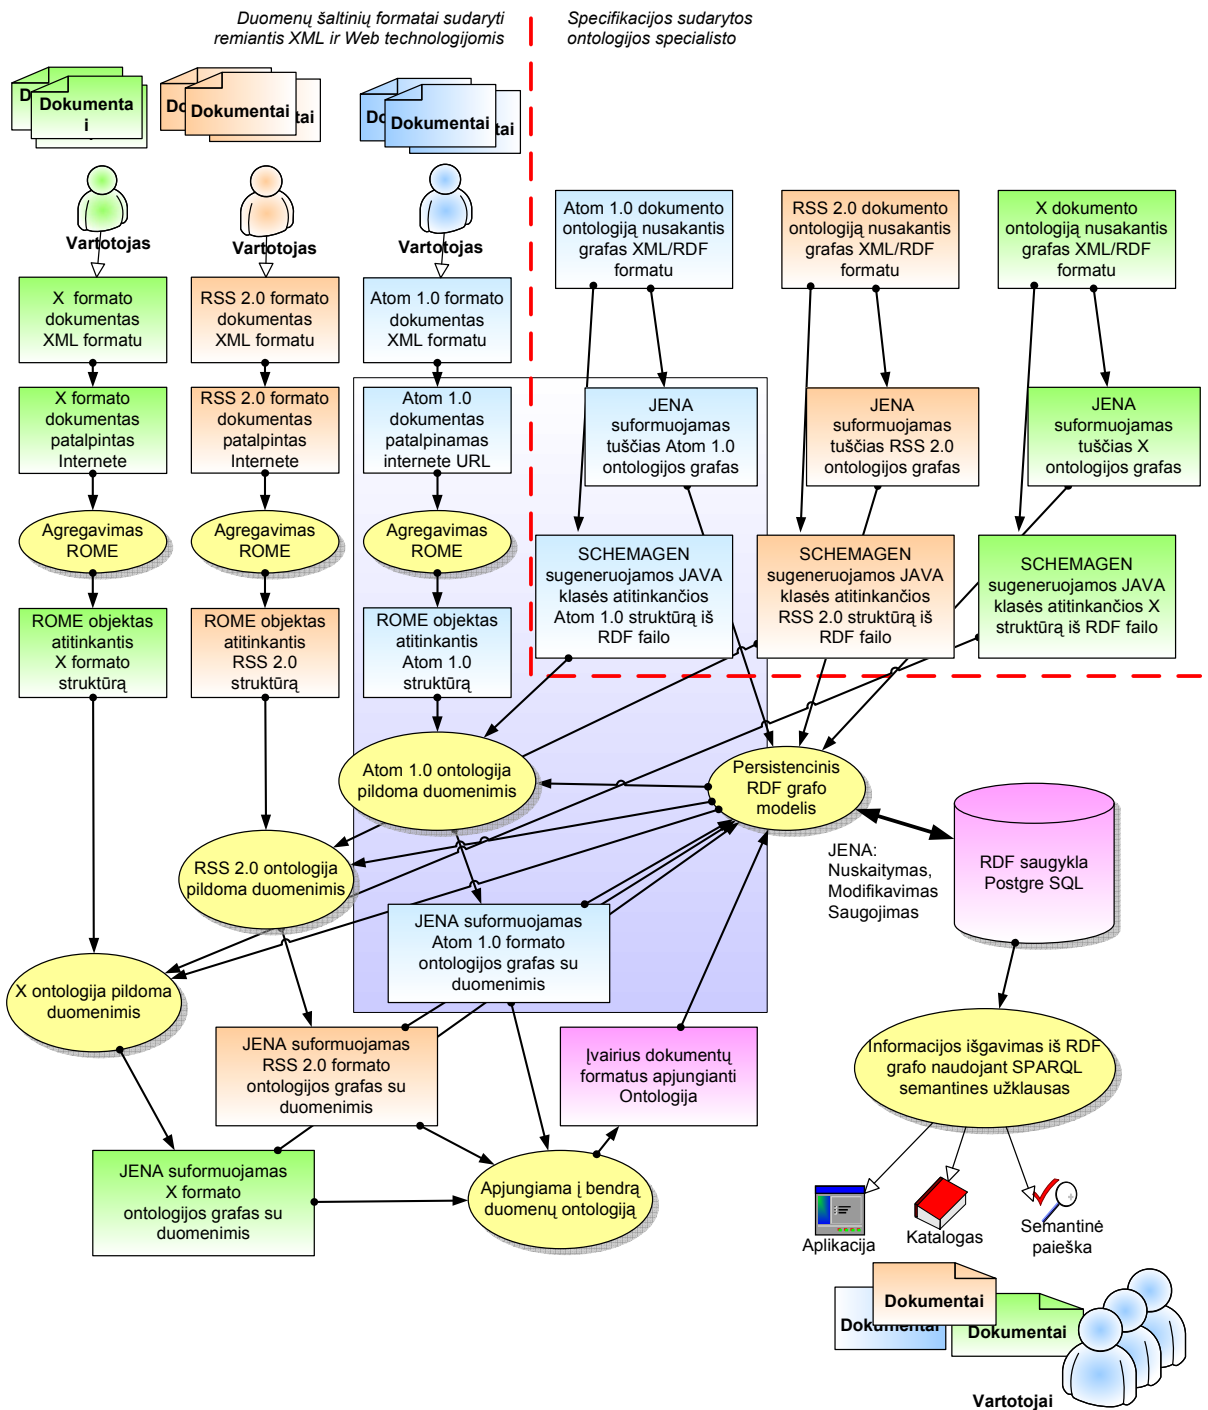 Duomenų šaltinių formatai sudaryti
remiantis XML ir Web technologijomis
Specifikacijos sudarytos
ontologijos specialisto
D
Dokumenta
i
Do
Dokumentai
tai
Do
Dokumentai
tai
Vartotojas
Vartotojas
Vartotojas
Atom 1.0 dokumento
ontologiją nusakantis
grafas XML/RDF
formatu
RSS 2.0 dokumento
ontologiją nusakantis
grafas XML/RDF
formatu
X dokumento
ontologiją nusakantis
grafas XML/RDF
formatu
X formato
dokumentas
XML formatu
RSS 2.0 formato
dokumentas
XML formatu
Atom 1.0 formato
dokumentas
XML formatu
X formato
dokumentas
patalpintas
Internete
RSS 2.0 formato
dokumentas
patalpintas
Internete
Atom 1.0
dokumentas
patalpinamas
internete URL
JENA
suformuojamas
tuščias Atom 1.0
ontologijos grafas
JENA
suformuojamas
tuščias RSS 2.0
ontologijos grafas
JENA
suformuojamas
tuščias X
ontologijos grafas
Agregavimas
ROME
Agregavimas
ROME
Agregavimas
ROME
SCHEMAGEN
sugeneruojamos JAVA
klasės atitinkančios
Atom 1.0 struktūrą iš
RDF failo
SCHEMAGEN
sugeneruojamos JAVA
klasės atitinkančios
RSS 2.0 struktūrą iš
RDF failo
SCHEMAGEN
sugeneruojamos JAVA
klasės atitinkančios X
struktūrą iš RDF failo
ROME objektas
atitinkantis
X formato
struktūrą
ROME objektas
atitinkantis
RSS 2.0
struktūrą
ROME objektas
atitinkantis
Atom 1.0
struktūrą
Atom 1.0 ontologija
pildoma duomenimis
Persistencinis
RDF grafo
modelis
RSS 2.0 ontologija
pildoma duomenimis
JENA:
Nuskaitymas,
Modifikavimas
Saugojimas
RDF saugykla
Postgre SQL
JENA suformuojamas
Atom 1.0 formato
ontologijos grafas su
duomenimis
X ontologija pildoma
duomenimis
JENA suformuojamas
RSS 2.0 formato
ontologijos grafas su
duomenimis
Įvairius dokumentų
formatus apjungianti
Ontologija
Informacijos išgavimas iš RDF
grafo naudojant SPARQL
semantines užklausas
JENA suformuojamas
X formato
ontologijos grafas su
duomenimis
Apjungiama į bendrą
duomenų ontologiją
Aplikacija
Katalogas
Semantinė
paieška
Dokumentai
Dokumentai
Dokumentai
Vartotojai